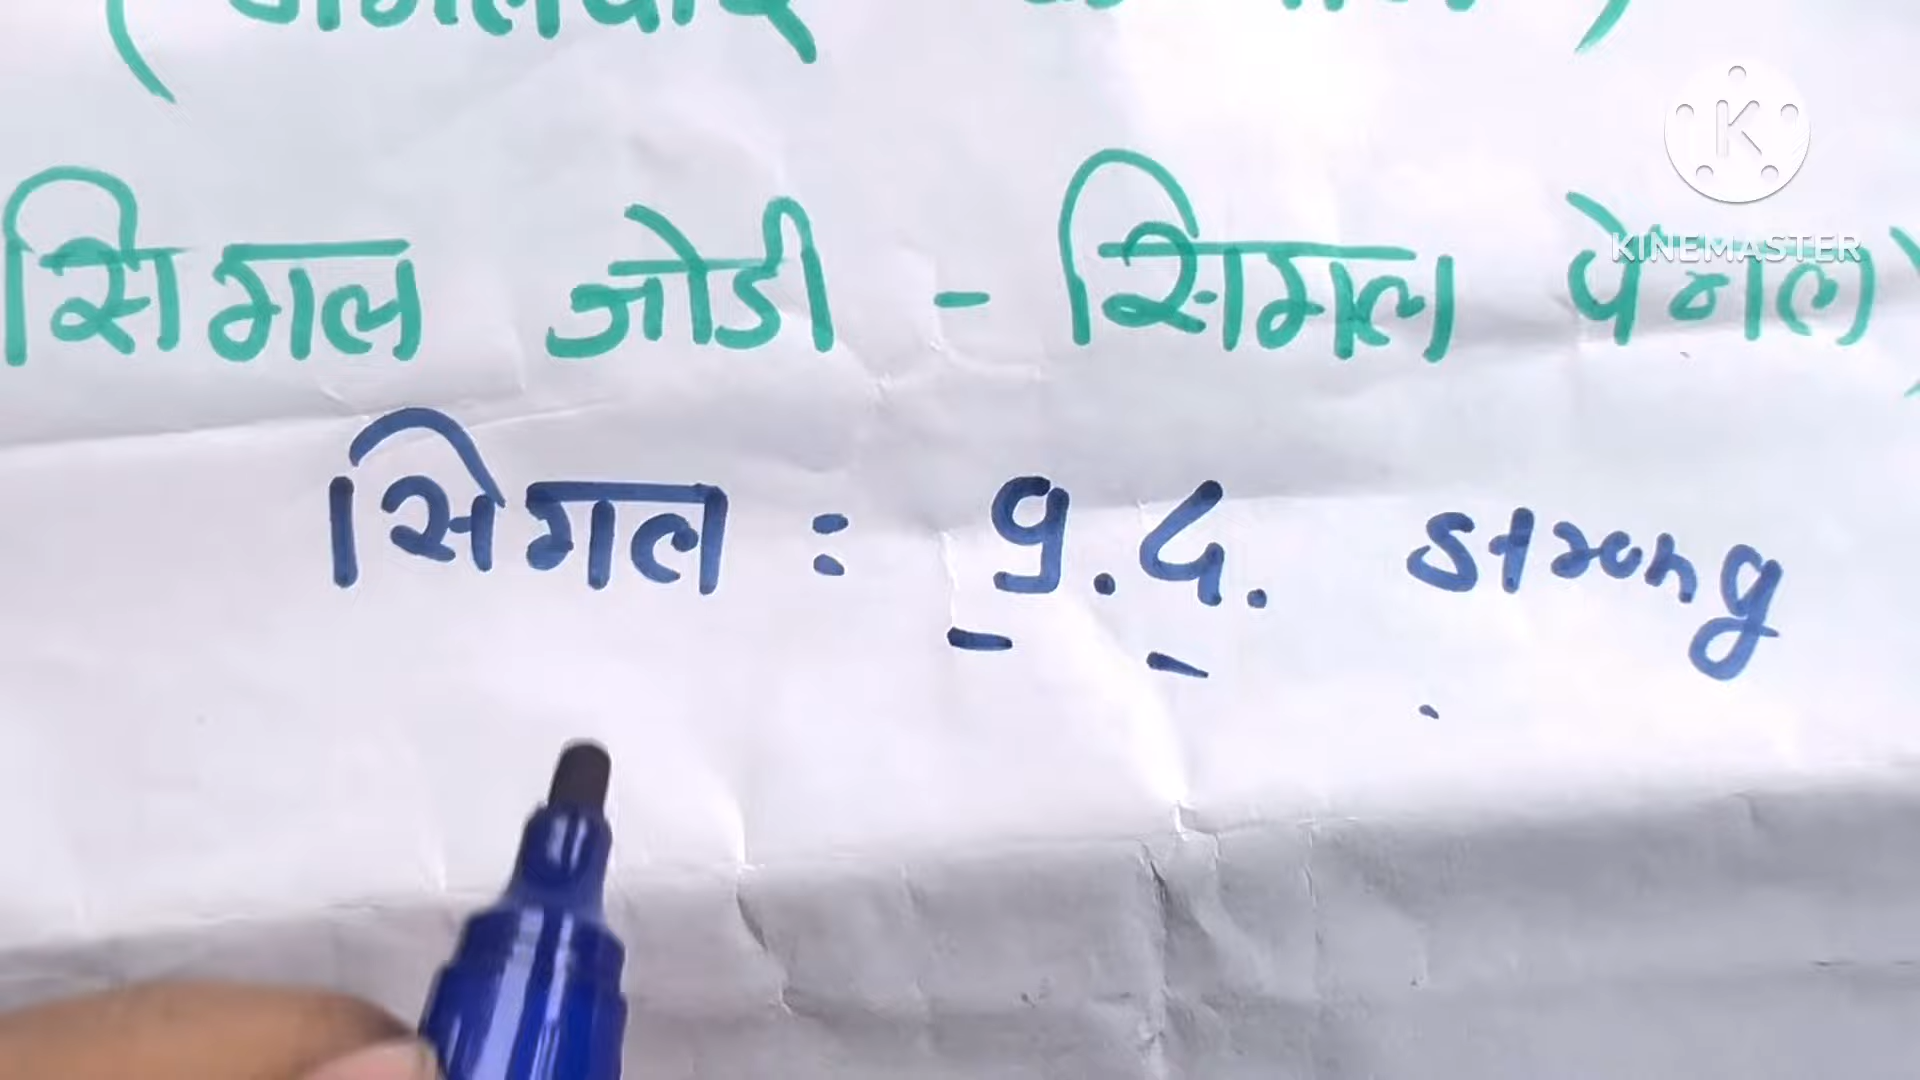 सिगल जोडी - सिगल पेनल)
सिगल : 9.4. strong
K
KINEMASTER